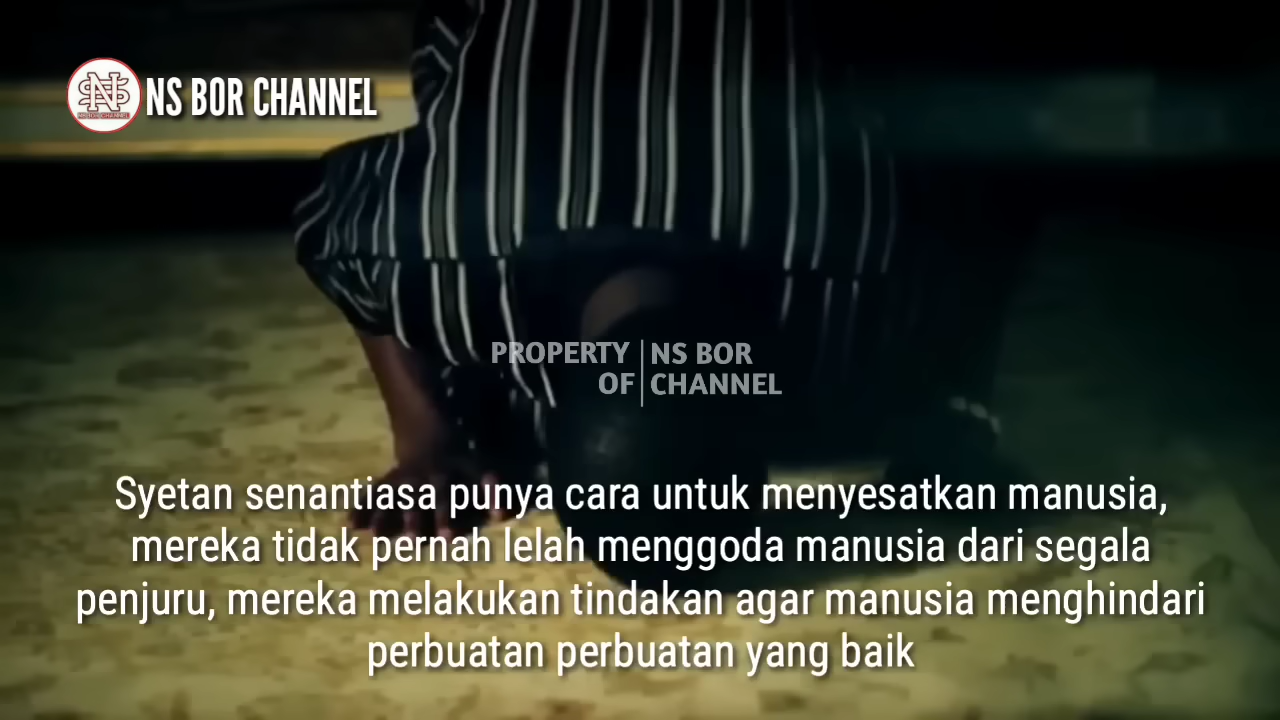 NS BOR CHANNEL
PROPERTY OF | NS BOR CHANNEL
Syetan senantiasa punya cara untuk menyesatkan manusia,
mereka tidak pernah lelah menggoda manusia dari segala
penjuru, mereka melakukan tindakan agar manusia menghindari
perbuatan perbuatan yang baik